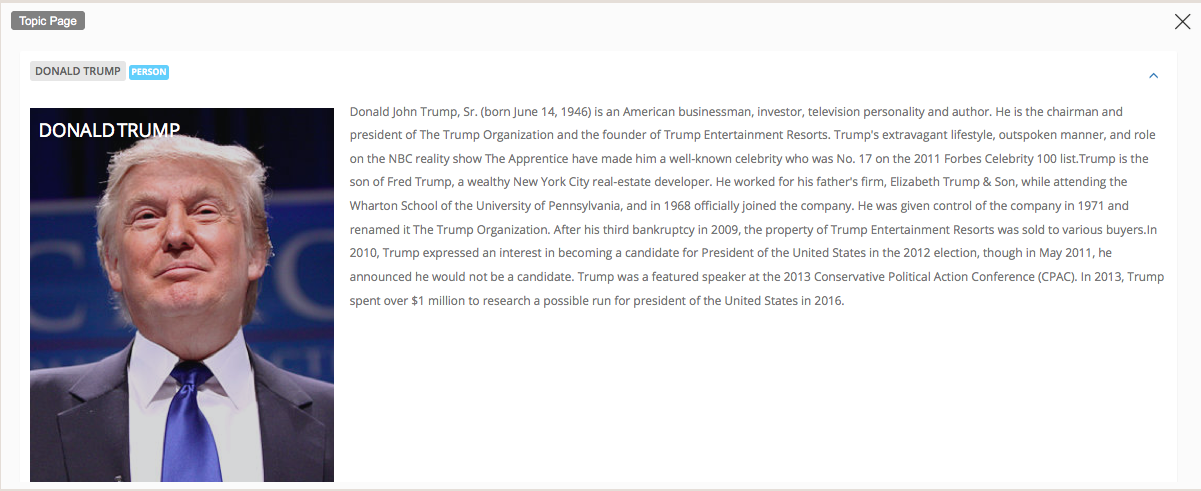 Topic Page
DONALD TRUMP PERSON
DONALD TRUMP
Donald John Trump, Sr. (born June 14, 1946) is an American businessman, investor, television personality and author. He is the chairman and
president of The Trump Organization and the founder of Trump Entertainment Resorts. Trump's extravagant lifestyle, outspoken manner, and role
on the NBC reality show The Apprentice have made him a well-known celebrity who was No. 17 on the 2011 Forbes Celebrity 100 list.Trump is the
son of Fred Trump, a wealthy New York City real-estate developer. He worked for his father's firm, Elizabeth Trump & Son, while attending the
Wharton School of the University of Pennsylvania, and in 1968 officially joined the company. He was given control of the company in 1971 and
renamed it The Trump Organization. After his third bankruptcy in 2009, the property of Trump Entertainment Resorts was sold to various buyers.In
2010, Trump expressed an interest in becoming a candidate for President of the United States in the 2012 election, though in May 2011, he
announced he would not be a candidate. Trump was a featured speaker at the 2013 Conservative Political Action Conference (CPAC). In 2013, Trump
spent over $1 million to research a possible run for president of the United States in 2016.